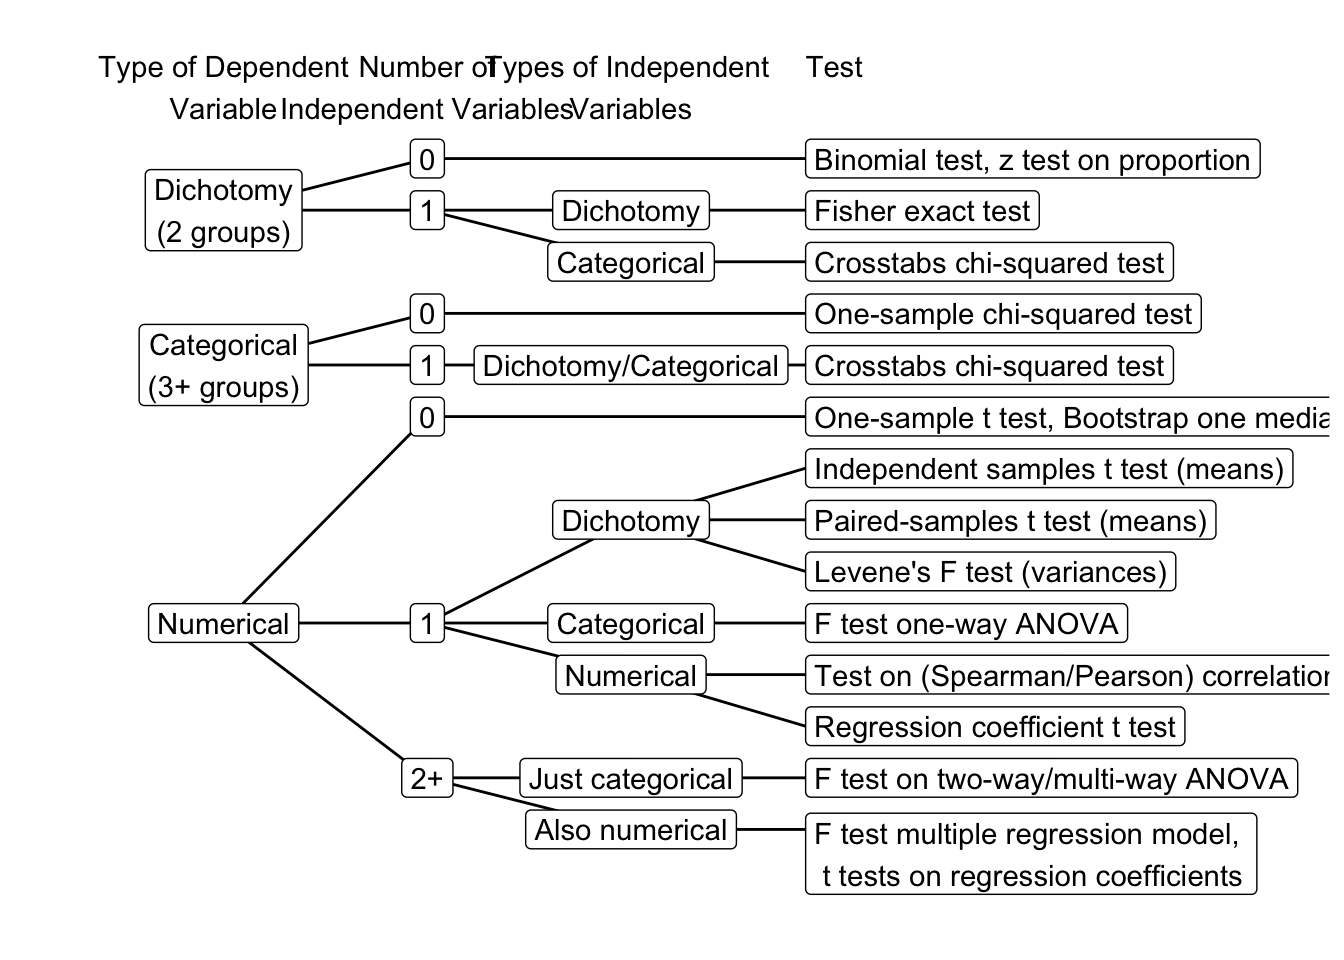 Type of Dependent Variable
Number of Independent Variables
Types of Independent Variables
Test
Dichotomy
(2 groups)
0
Binomial test, z test on proportion
1
Dichotomy
Fisher exact test
Categorical
Crosstabs chi-squared test
Categorical
(3+ groups)
0
One-sample chi-squared test
1
Dichotomy/Categorical
Crosstabs chi-squared test
Numerical
0
One-sample t test, Bootstrap one
1
Dichotomy
Independent samples t test (means)
Paired-samples t test (means)
Levene's F test (variances)
Categorical
F test one-way ANOVA
Numerical
Test on (Spearman/Pearson)
Regression coefficient t test
2+
Just categorical
F test on two-way/multi-way ANOVA
Also numerical
F test multiple regression model,
t tests on regression coefficients